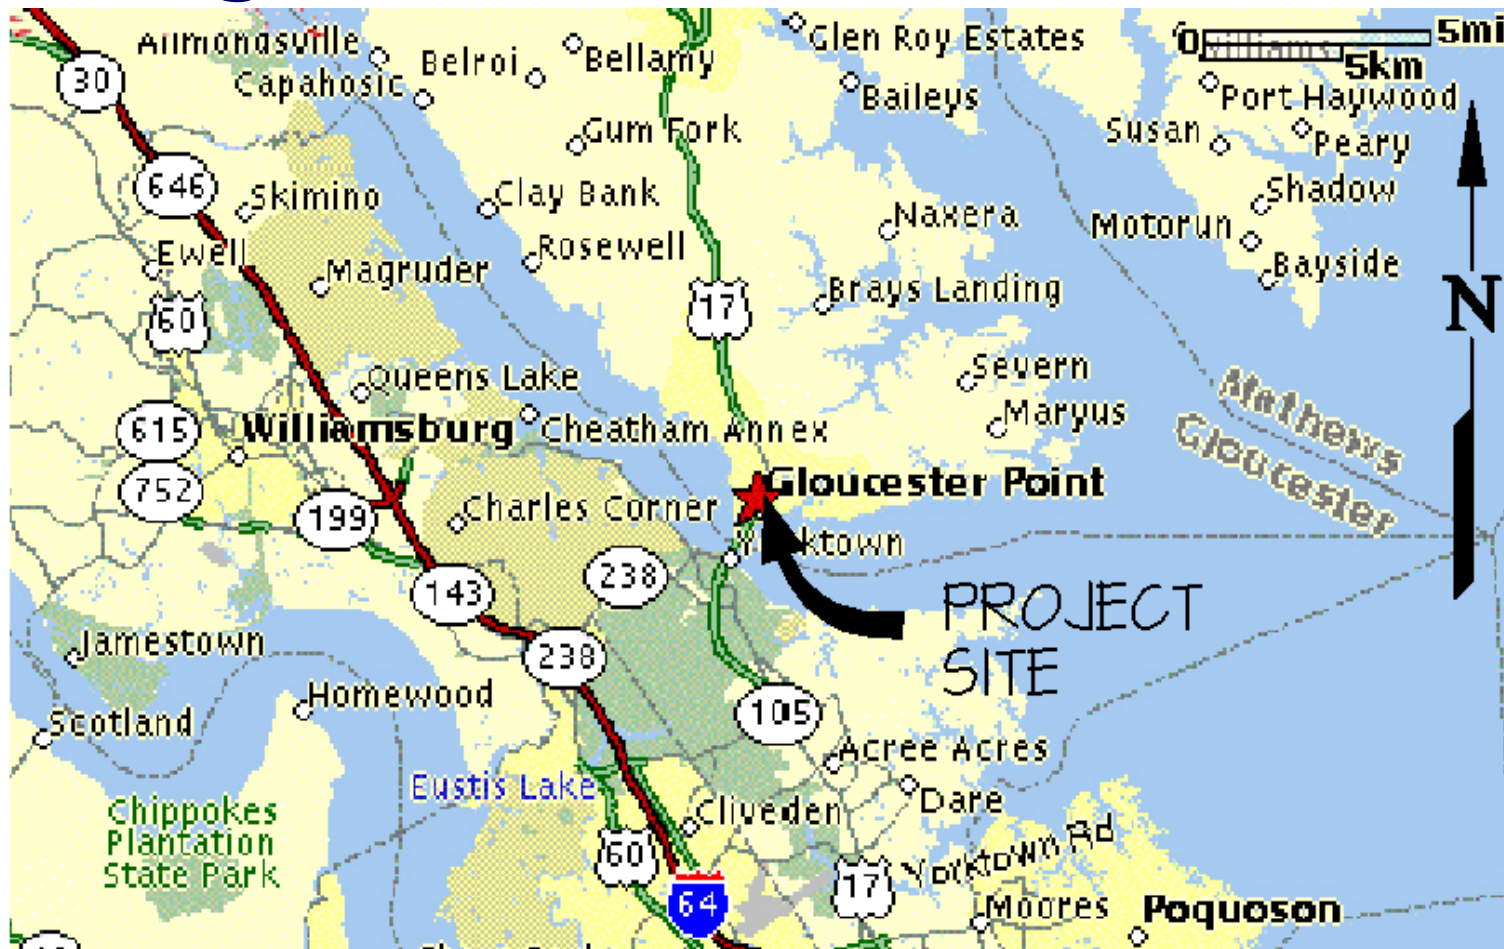 Allmondsville
Belroi
Bellamy
Glen Roy Estates
0
5mi
5km
30
Capahosic
Baileys
Port Haywood
Gum Fork
Susan
Peary
646
Skimino
Clay Bank
Shadow
Naxera
Motorun
Ewell
Magruder
Rosewell
Bayside
60
17
Brays Landing
N
Queens Lake
Severn
Mathews
615
Williamsburg
Cheatham Annex
Maryus
Gloucester
752
199
Charles Corner
Gloucester Point
Yorktown
143
238
PROJECT
SITE
Jamestown
238
Homewood
Scotland
105
Acree Acres
Eustis Lake
Dare
Chippokes
Plantation
State Park
Cliveden
60
17
Yorktown Rd
64
Moores
Poquoson